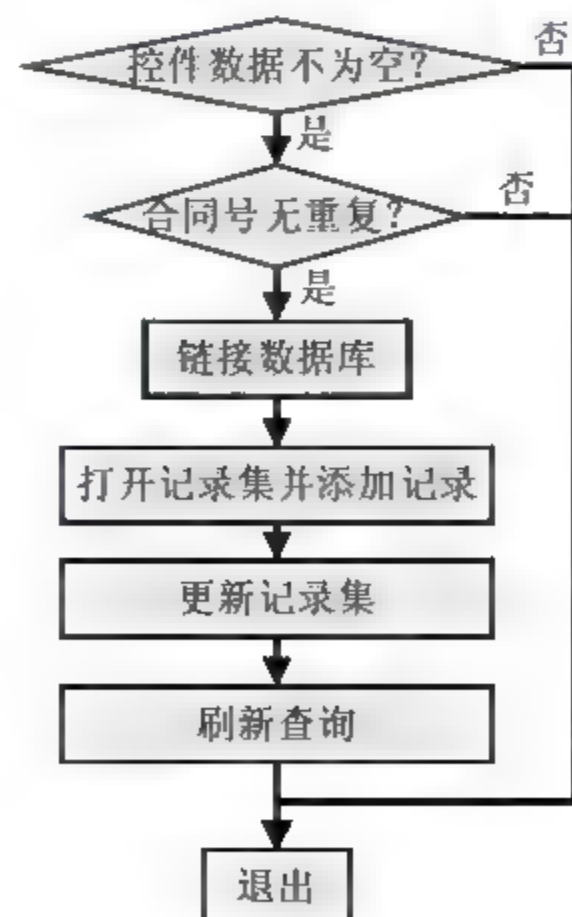 否
控件数据不为空?
是
否
合同号无重复?
是
链接数据库
打开记录集并添加记录
更新记录集
刷新查询
退出